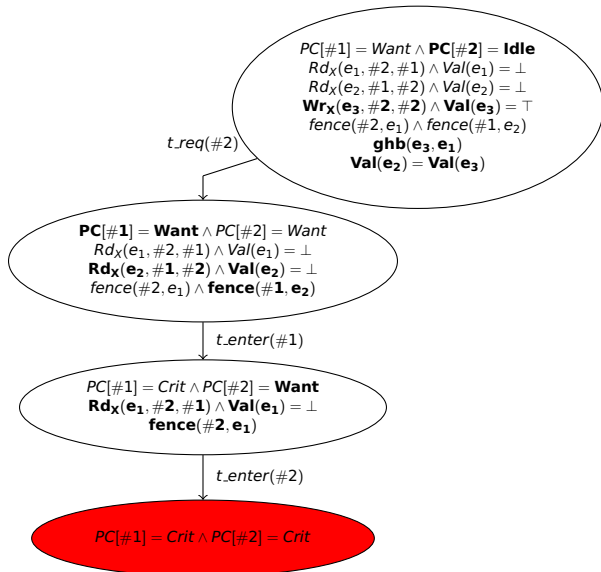 PC[#1] = Want ∧ PC[#2] = Idle
Rd_X(e_1, #2, #1) ∧ Val(e_1) = ⊥
Rd_X(e_2, #1, #2) ∧ Val(e_2) = ⊥
Wr_X(e_3, #2, #2) ∧ Val(e_3) = ⊤
fence(#2, e_1) ∧ fence(#1, e_2)
ghb(e_3, e_1)
Val(e_2) = Val(e_3)
t_req(#2)
PC[#1] = Want ∧ PC[#2] = Want
Rd_X(e_1, #2, #1) ∧ Val(e_1) = ⊥
Rd_X(e_2, #1, #2) ∧ Val(e_2) = ⊥
fence(#2, e_1) ∧ fence(#1, e_2)
t_enter(#1)
PC[#1] = Crit ∧ PC[#2] = Want
Rd_X(e_1, #2, #1) ∧ Val(e_1) = ⊥
fence(#2, e_1)
t_enter(#2)
PC[#1] = Crit ∧ PC[#2] = Crit